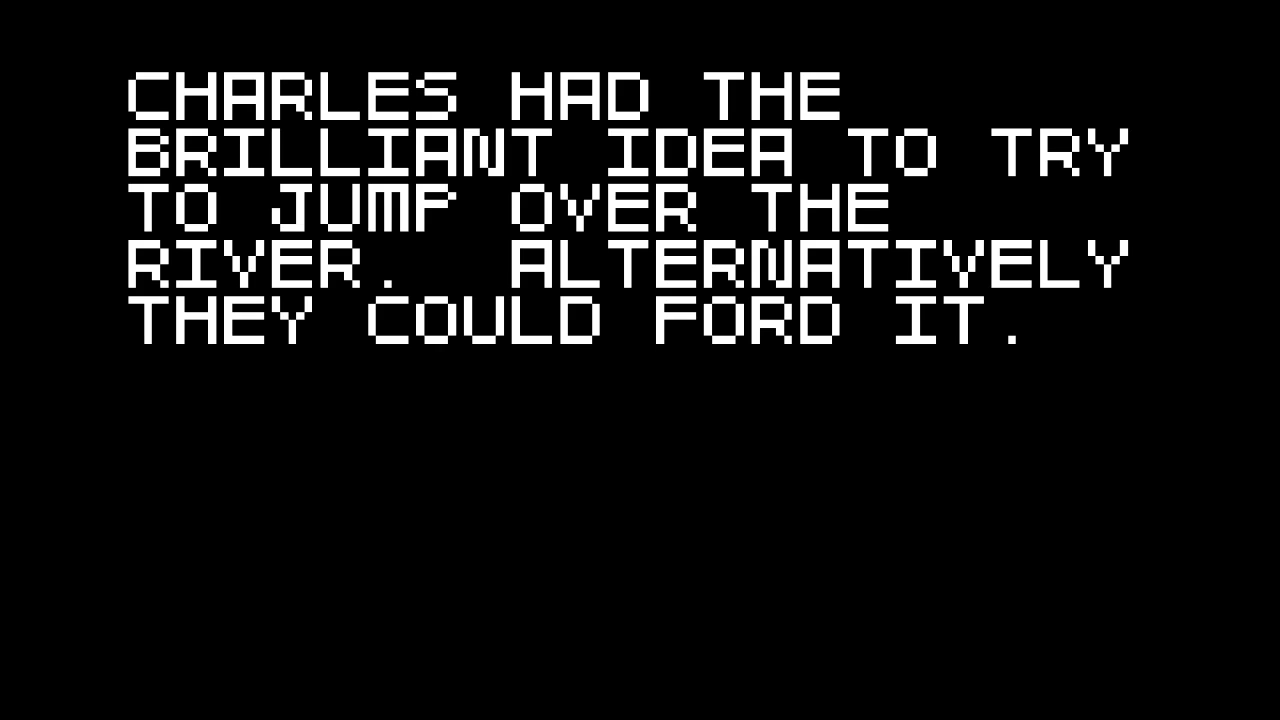 CHARLES HAD THE
BRILLIANT IDEA TO TRY
TO JUMP OVER THE
RIVER.  ALTERNATIVELY
THEY COULD FORD IT.